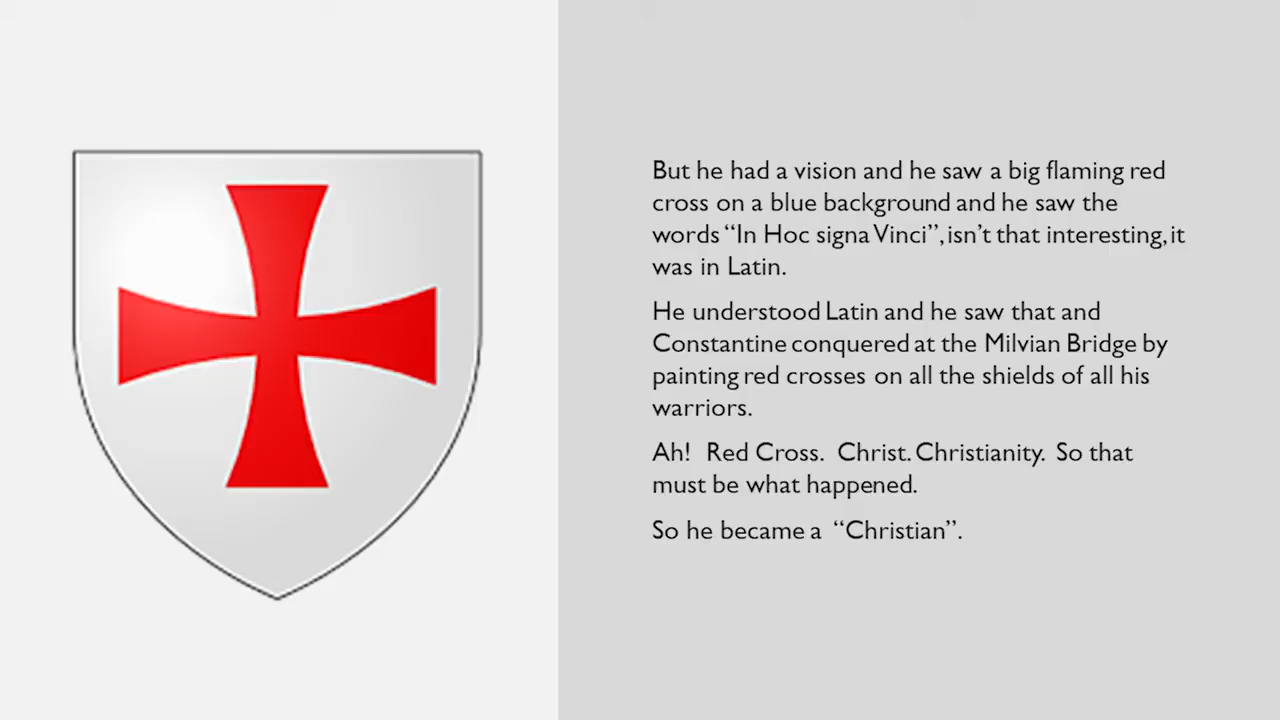 But he had a vision and he saw a big flaming red
cross on a blue background and he saw the
words “In Hoc signa Vinci”, isn’t that interesting, it
was in Latin.
He understood Latin and he saw that and
Constantine conquered at the Milvian Bridge by
painting red crosses on all the shields of all his
warriors.
Ah!  Red Cross.  Christ. Christianity.  So that
must be what happened.
So he became a  “Christian”.